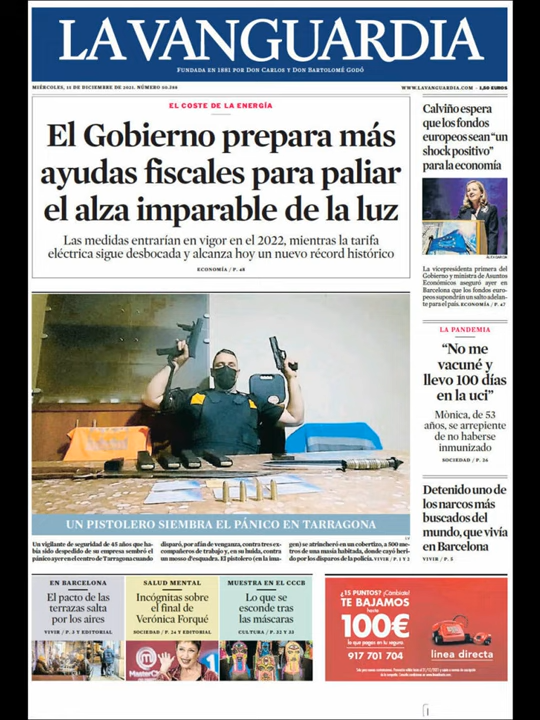 LA VANGUARDIA
FUNDADA EN 1881 POR DON CARLOS Y DON BARTOLOMÉ GODÓ
MIÉRCOLES, 15 DE DICIEMBRE DE 2021. NÚMERO 50.388
WWW.LAVANGUARDIA.COM · 1,50 EUROS
EL COSTE DE LA ENERGÍA
El Gobierno prepara más
ayudas fiscales para paliar
el alza imparable de la luz
Las medidas entrarían en vigor en el 2022, mientras la tarifa
eléctrica sigue desbocada y alcanza hoy un nuevo récord histórico
ECONOMÍA / P. 48
Calviño espera
que los fondos
europeos sean “un
shock positivo”
para la economía
La vicepresidenta primera del
Gobierno y ministra de Asuntos
Económicos aseguró ayer en
Barcelona que los fondos euro-
peos supondrán un salto adelan-
te para el país. ECONOMÍA / P. 47
LA PANDEMIA
“No me
vacuné y
llevo 100 días
en la uci”
Mònica, de 53
años, se arrepiente
de no haberse
inmunizado
SOCIEDAD / P. 24
Detenido uno de
los narcos más
buscados del
mundo, que vivía
en Barcelona
VIVIR / P. 5
UN PISTOLERO SIEMBRA EL PÁNICO EN TARRAGONA
Un vigilante de seguridad de 45 años que ha-
bía sido despedido de su empresa sembró el
pánico ayer en el centro de Tarragona cuando
disparó, por afán de venganza, contra tres ex-
compañeros de trabajo y, en su huida, contra
un mosso d’esquadra. El pistolero (en la ima-
gen) se atrincheró en un cobertizo, a 800 me-
tros de una masía habitada, donde cayó heri-
do por los disparos de la policía. VIVIR / P. 1 Y 2
EN BARCELONA
El pacto de las
terrazas salta
por los aires
VIVIR / P. 3 Y EDITORIAL
SALUD MENTAL
Incógnitas sobre
el final de
Verónica Forqué
SOCIEDAD / P. 24 Y EDITORIAL
MasterChef
1
MUESTRA EN EL CCCB
Lo que se
esconde tras
las máscaras
CULTURA / P. 32 Y 33
¿15 PUNTOS? ¡Cámbiate!
TE BAJAMOS
hasta
100€
lo que pagas en tu seguro
917 701 704
línea directa